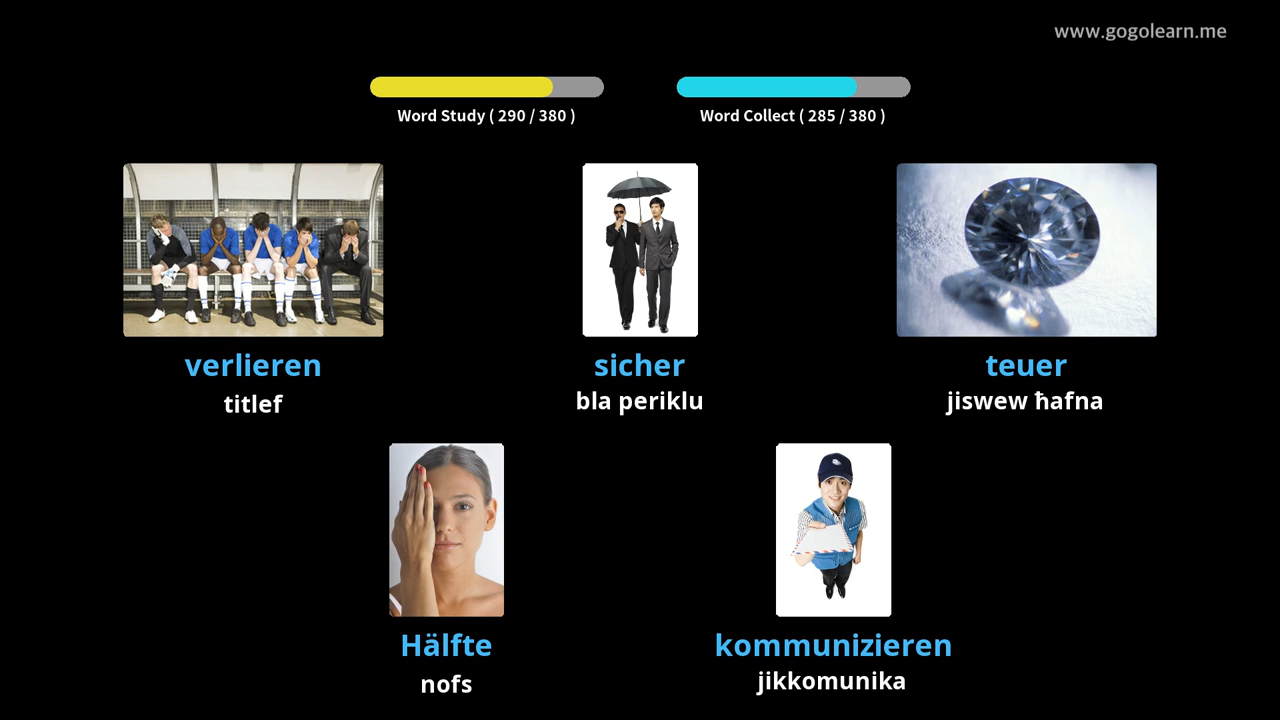 www.gogolearn.me
Word Study ( 290 / 380 )
Word Collect ( 285 / 380 )
verlieren
titlef
sicher
bla periklu
teuer
jiswew ħafna
Hälfte
nofs
kommunizieren
jikkomunika